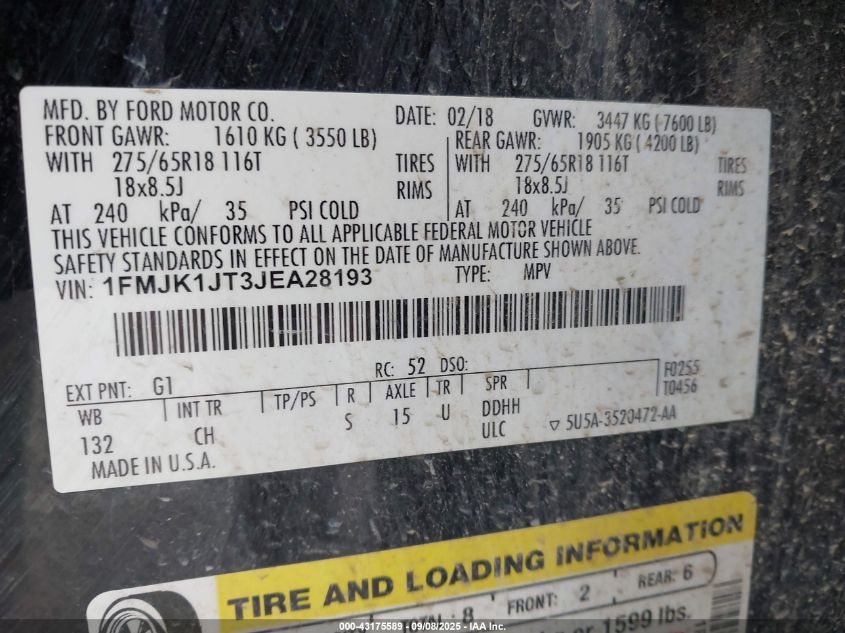 MFD. BY FORD MOTOR CO. DATE: 02/18 GVWR: 3447 KG (-7600 LB)
FRONT GAWR: 1610 KG ( 3550 LB) REAR GAWR: 1905 KG ( 4200 LB)
WITH 275/65R18 116T TIRES WITH 275/65R18 116T TIRES
18x8.5J RIMS 18x8.5J RIMS
AT 240 kPa/ 35 PSI COLD AT 240 kPa/ 35 PSI COLD
THIS VEHICLE CONFORMS TO ALL APPLICABLE FEDERAL MOTOR VEHICLE
SAFETY STANDARDS IN EFFECT ON THE DATE OF MANUFACTURE SHOWN ABOVE.
VIN: 1FMJK1JT3JEA28193 TYPE: MPV
EXT PNT: G1 RC: 52 DSO: F0255
WB INT TR TP/PS R AXLE TR SPR T0456
132 CH S 15 U DDHH
ULC 5U5A-3520472-AA
MADE IN U.S.A.
TIRE AND LOADING INFORMATION
8 FRONT: 2 REAR: 6
or 1599 lbs.
000-43175589 - 09/08/2025 - IAA Inc.